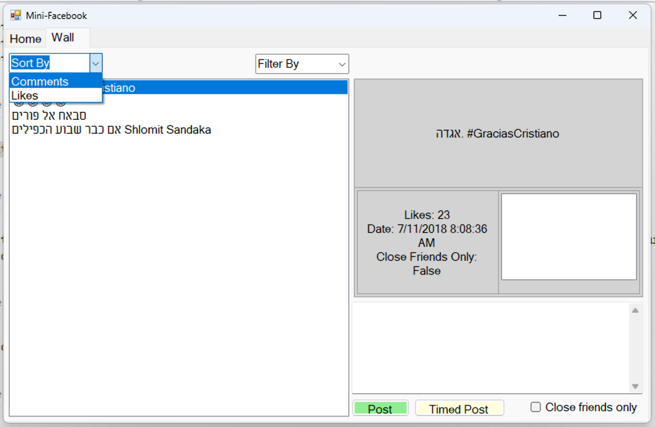 Mini-Facebook
Home Wall
Sort By Filter By
Comments
Likes
istiano
סבאח אל פורים
אם כבר שבוע הכפילים Shlomit Sandaka
אגדה. #GraciasCristiano
Likes: 23
Date: 7/11/2018 8:08:36
AM
Close Friends Only:
False
Post Timed Post Close friends only